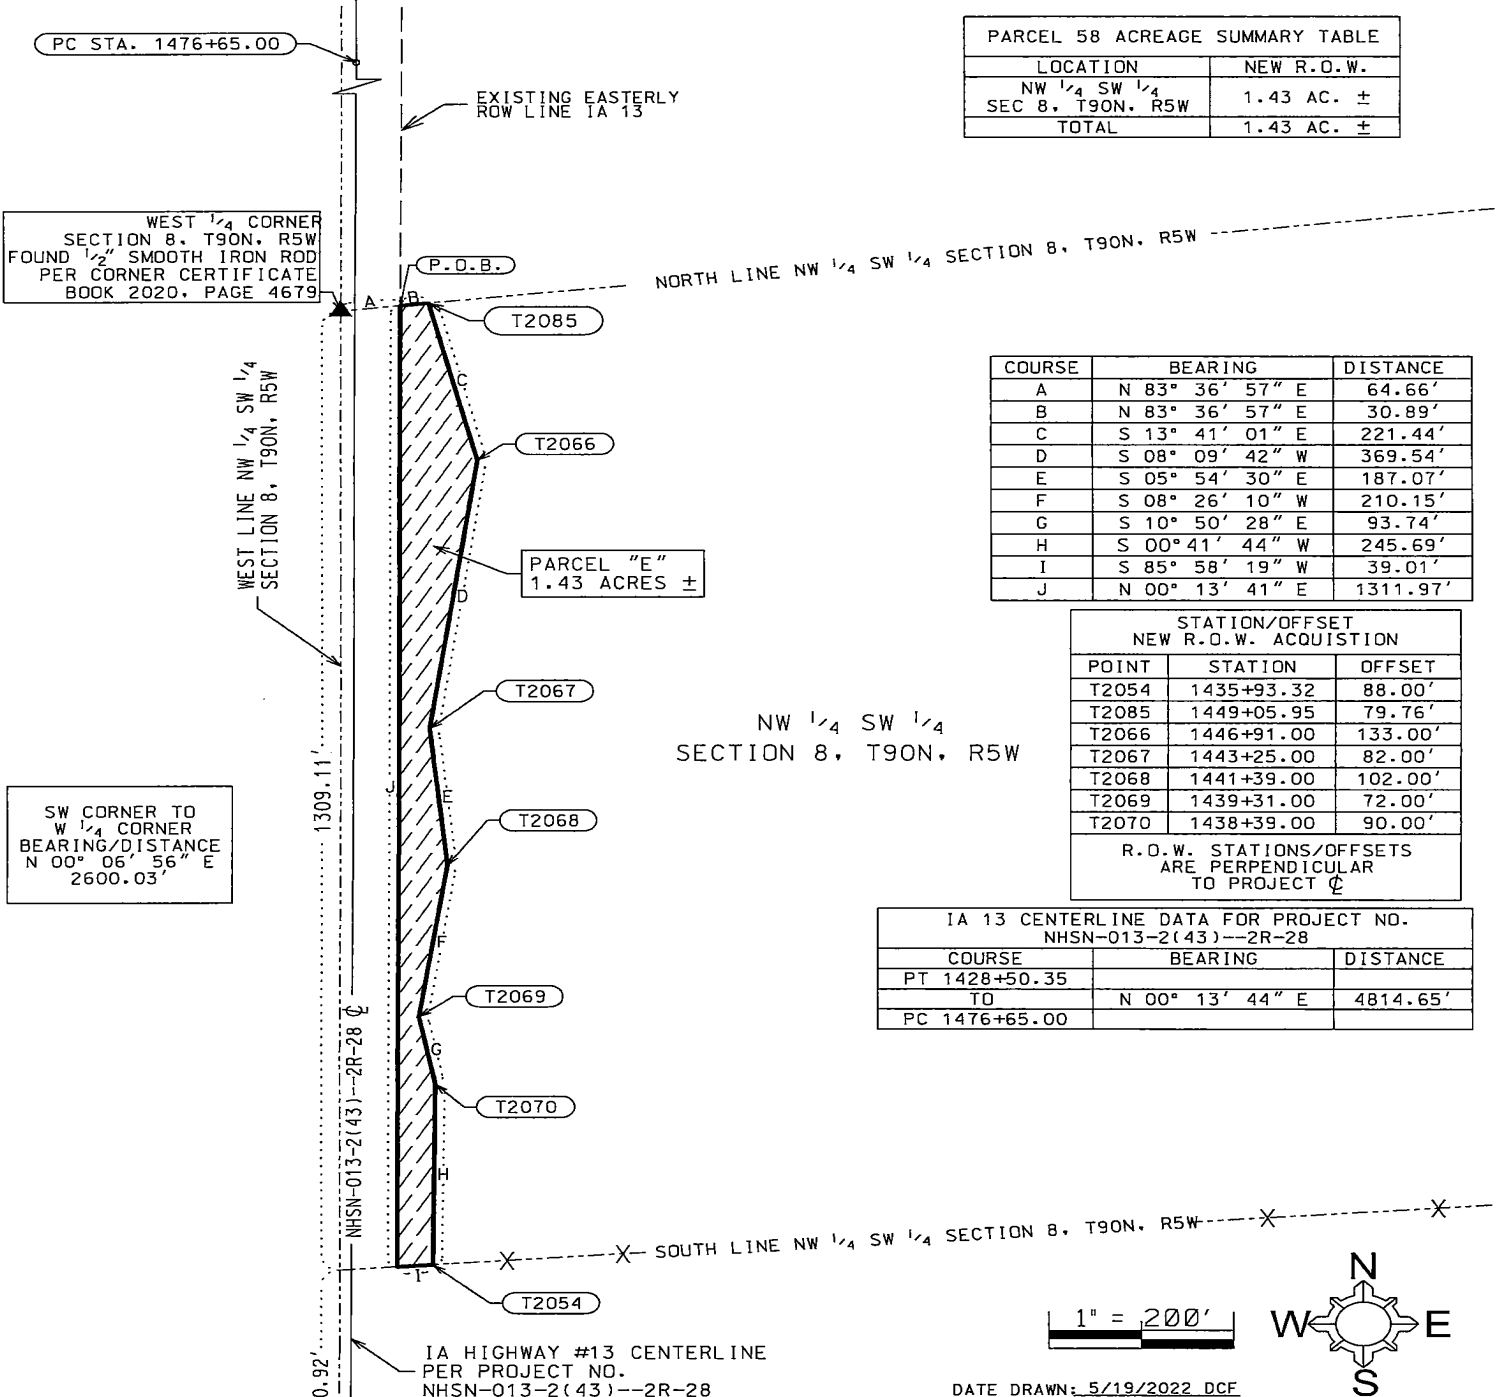 PC STA. 1476+65.00
EXISTING EASTERLY
ROW LINE IA 13
PARCEL 58 ACREAGE SUMMARY TABLE
LOCATION NEW R.O.W.
NW 1/4 SW 1/4
SEC 8, T90N, R5W 1.43 AC. ±
TOTAL 1.43 AC. ±
WEST 1/4 CORNER
SECTION 8, T90N, R5W
FOUND 1/2" SMOOTH IRON ROD
PER CORNER CERTIFICATE
BOOK 2020, PAGE 4679
P.O.B.
NORTH LINE NW 1/4 SW 1/4 SECTION 8, T90N, R5W
A
B
T2085
C
T2066
WEST LINE NW 1/4 SW 1/4
SECTION 8, T90N, R5W
PARCEL "E"
1.43 ACRES ±
D
T2067
J
1309.11'
E
T2068
NW 1/4 SW 1/4
SECTION 8, T90N, R5W
SW CORNER TO
W 1/4 CORNER
BEARING/DISTANCE
N 00° 06' 56" E
2600.03'
F
T2069
G
T2070
H
NHSN-013-2(43)--2R-28 ℄
COURSE BEARING DISTANCE
A N 83° 36' 57" E 64.66'
B N 83° 36' 57" E 30.89'
C S 13° 41' 01" E 221.44'
D S 08° 09' 42" W 369.54'
E S 05° 54' 30" E 187.07'
F S 08° 26' 10" W 210.15'
G S 10° 50' 28" E 93.74'
H S 00° 41' 44" W 245.69'
I S 85° 58' 19" W 39.01'
J N 00° 13' 41" E 1311.97'
STATION/OFFSET
NEW R.O.W. ACQUISTION
POINT STATION OFFSET
T2054 1435+93.32 88.00'
T2085 1449+05.95 79.76'
T2066 1446+91.00 133.00'
T2067 1443+25.00 82.00'
T2068 1441+39.00 102.00'
T2069 1439+31.00 72.00'
T2070 1438+39.00 90.00'
R.O.W. STATIONS/OFFSETS
ARE PERPENDICULAR
TO PROJECT ℄
IA 13 CENTERLINE DATA FOR PROJECT NO.
NHSN-013-2(43)--2R-28
COURSE BEARING DISTANCE
PT 1428+50.35
TO N 00° 13' 44" E 4814.65'
PC 1476+65.00
SOUTH LINE NW 1/4 SW 1/4 SECTION 8, T90N, R5W
I
T2054
0.92'
IA HIGHWAY #13 CENTERLINE
PER PROJECT NO.
NHSN-013-2(43)--2R-28
1" = 200'
N
W E
S
DATE DRAWN: 5/19/2022 DCF